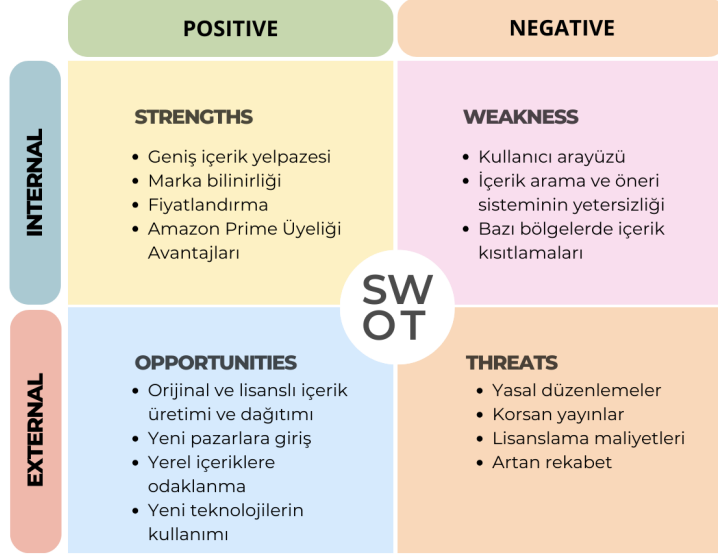 POSITIVE
NEGATIVE
INTERNAL
STRENGTHS
• Geniş içerik yelpazesi
• Marka bilinirliği
• Fiyatlandırma
• Amazon Prime Üyeliği
Avantajları
WEAKNESS
• Kullanıcı arayüzü
• İçerik arama ve öneri
sisteminin yetersizliği
• Bazı bölgelerde içerik
kısıtlamaları
SW
OT
EXTERNAL
OPPORTUNITIES
• Orijinal ve lisanslı içerik
üretimi ve dağıtımı
• Yeni pazarlara giriş
• Yerel içeriklere
odaklanma
• Yeni teknolojilerin
kullanımı
THREATS
• Yasal düzenlemeler
• Korsan yayınlar
• Lisanslama maliyetleri
• Artan rekabet